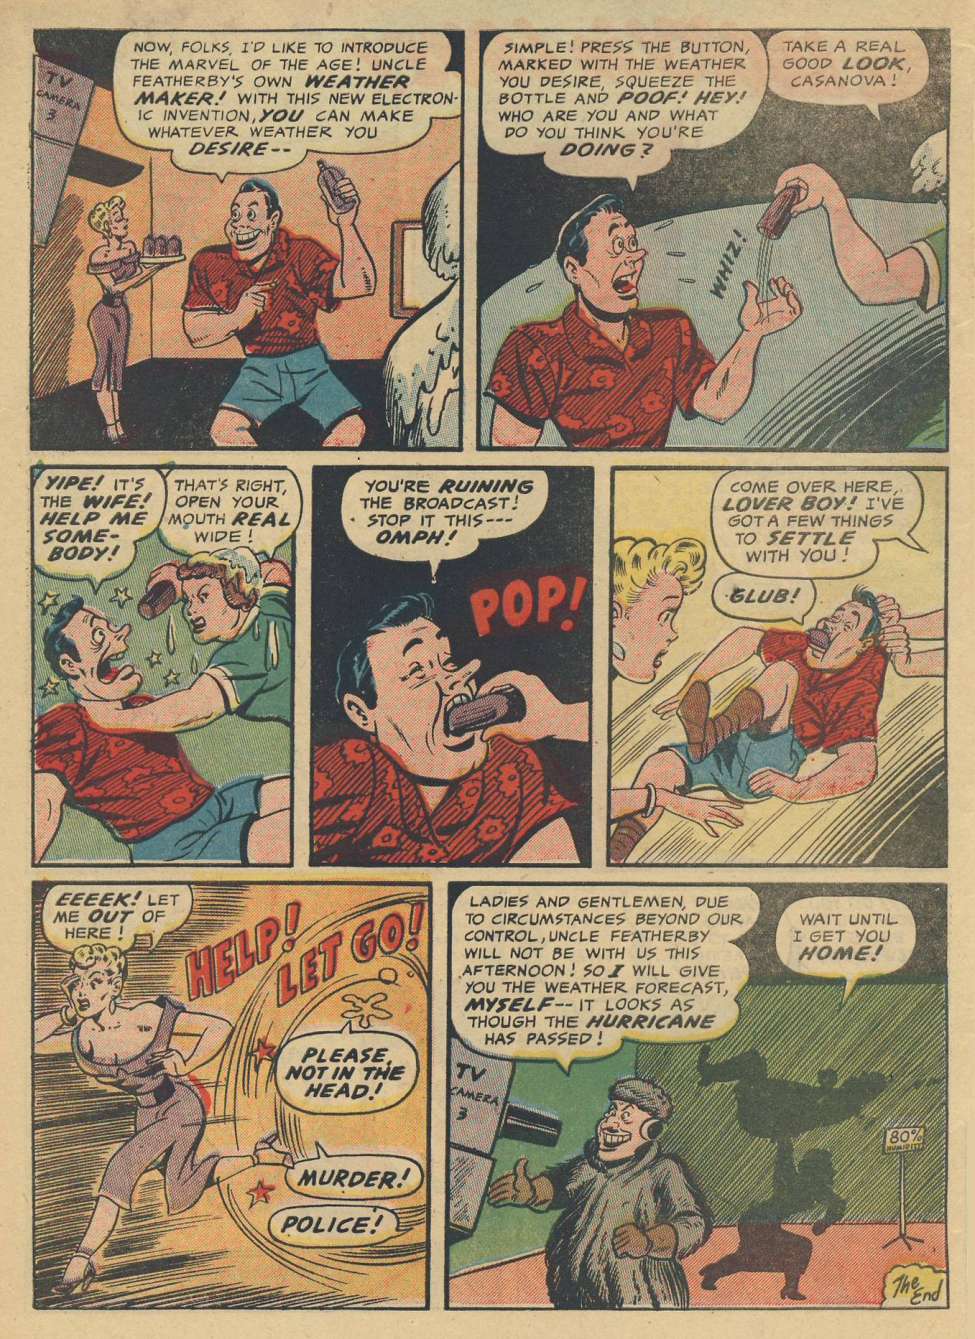 TV
CAMERA
3
NOW, FOLKS, I'D LIKE TO INTRODUCE
THE MARVEL OF THE AGE! UNCLE
FEATHERBY'S OWN WEATHER
MAKER! WITH THIS NEW ELECTRON-
IC INVENTION, YOU CAN MAKE
WHATEVER WEATHER YOU
DESIRE--
SIMPLE! PRESS THE BUTTON,
MARKED WITH THE WEATHER
YOU DESIRE, SQUEEZE THE
BOTTLE AND POOF! HEY!
WHO ARE YOU AND WHAT
DO YOU THINK YOU'RE
DOING?
TAKE A REAL
GOOD LOOK,
CASANOVA!
WHIZ!
YIPE! IT'S
THE WIFE!
HELP ME
SOME-
BODY!
THAT'S RIGHT,
OPEN YOUR
MOUTH REAL
WIDE!
YOU'RE RUINING
THE BROADCAST!
STOP IT THIS---
OMPH!
POP!
COME OVER HERE,
LOVER BOY! I'VE
GOT A FEW THINGS
TO SETTLE
WITH YOU!
GLUB!
EEEEK! LET
ME OUT OF
HERE!
HELP!
LET GO!
PLEASE,
NOT IN THE
HEAD!
MURDER!
POLICE!
LADIES AND GENTLEMEN, DUE
TO CIRCUMSTANCES BEYOND OUR
CONTROL, UNCLE FEATHERBY
WILL NOT BE WITH US THIS
AFTERNOON! SO I WILL GIVE
YOU THE WEATHER FORECAST,
MYSELF-- IT LOOKS AS
THOUGH THE HURRICANE
HAS PASSED!
WAIT UNTIL
I GET YOU
HOME!
TV
CAMERA
3
80%
HUMIDITY
The
End